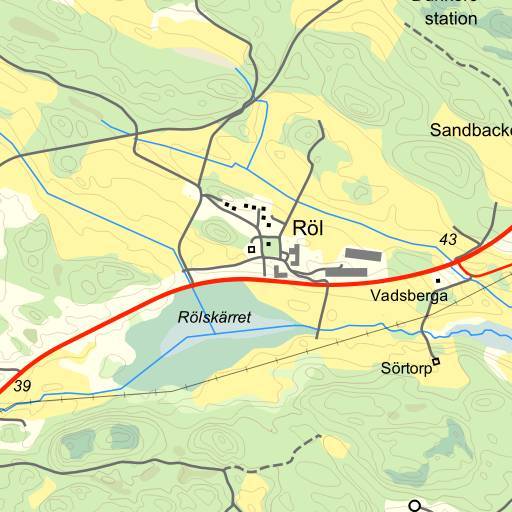 station
Sandbacke
Röl
43
Vadsberga
Rölskärret
Sörtorp
39